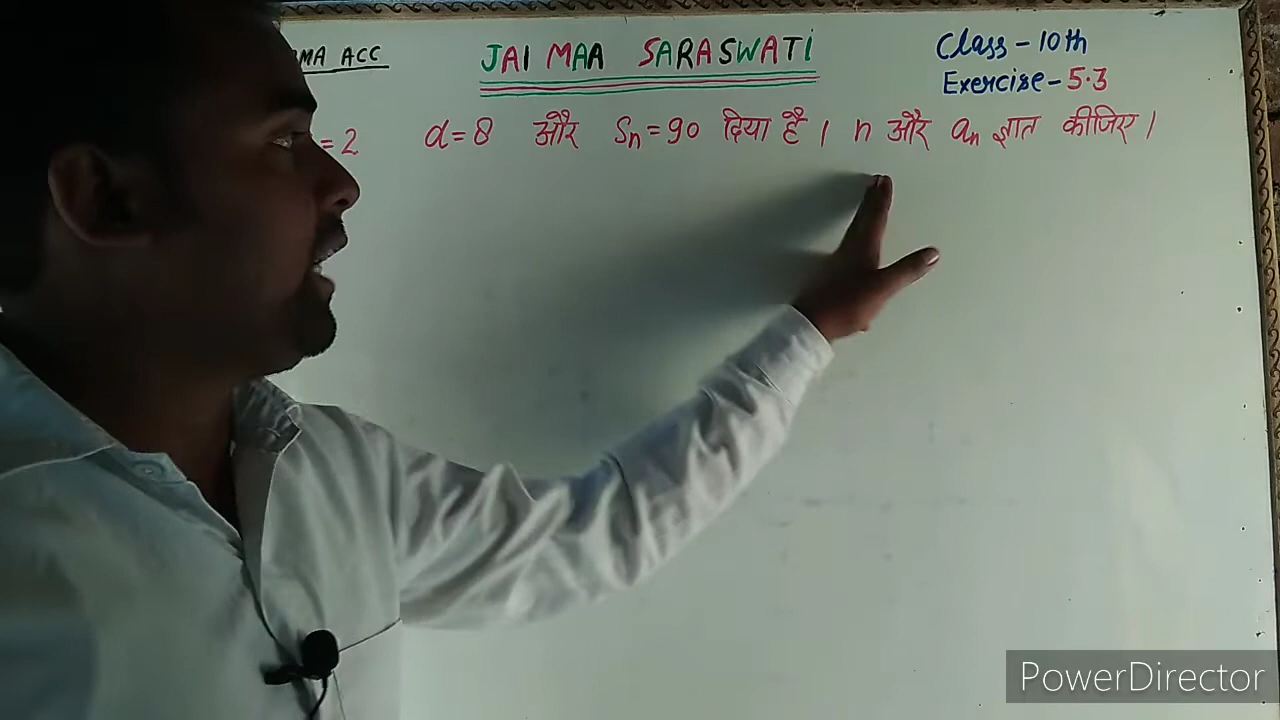 MA ACC
JAI MAA SARASWATI
Class-10th
Exercise-5.3
=2 d=8 और Sn=90 दिया है । n और an ज्ञात कीजिए ।
PowerDirector